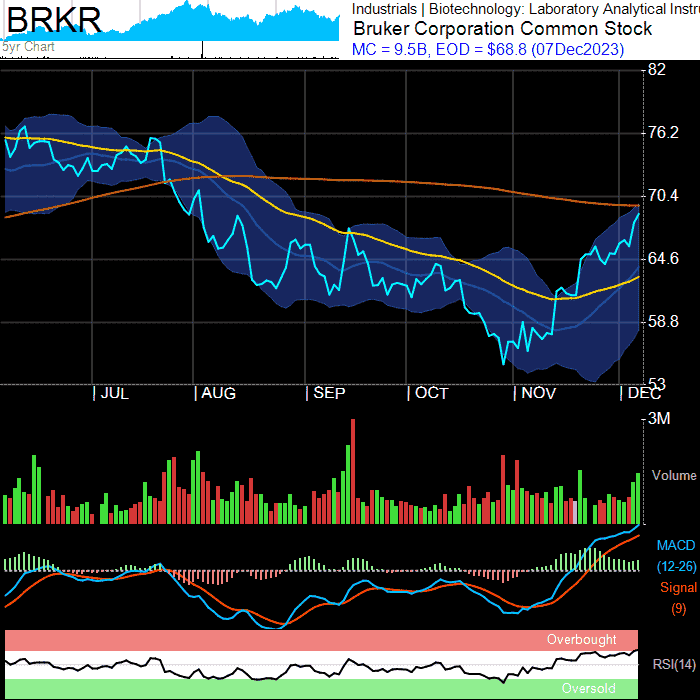 BRKR
5yr Chart
Industrials | Biotechnology: Laboratory Analytical Instru
Bruker Corporation Common Stock
MC = 9.5B, EOD = $68.8 (07Dec2023)
82
76.2
70.4
64.6
58.8
53
JUL
AUG
SEP
OCT
NOV
DEC
3M
Volume
MACD
(12-26)
Signal
(9)
Overbought
RSI(14)
Oversold